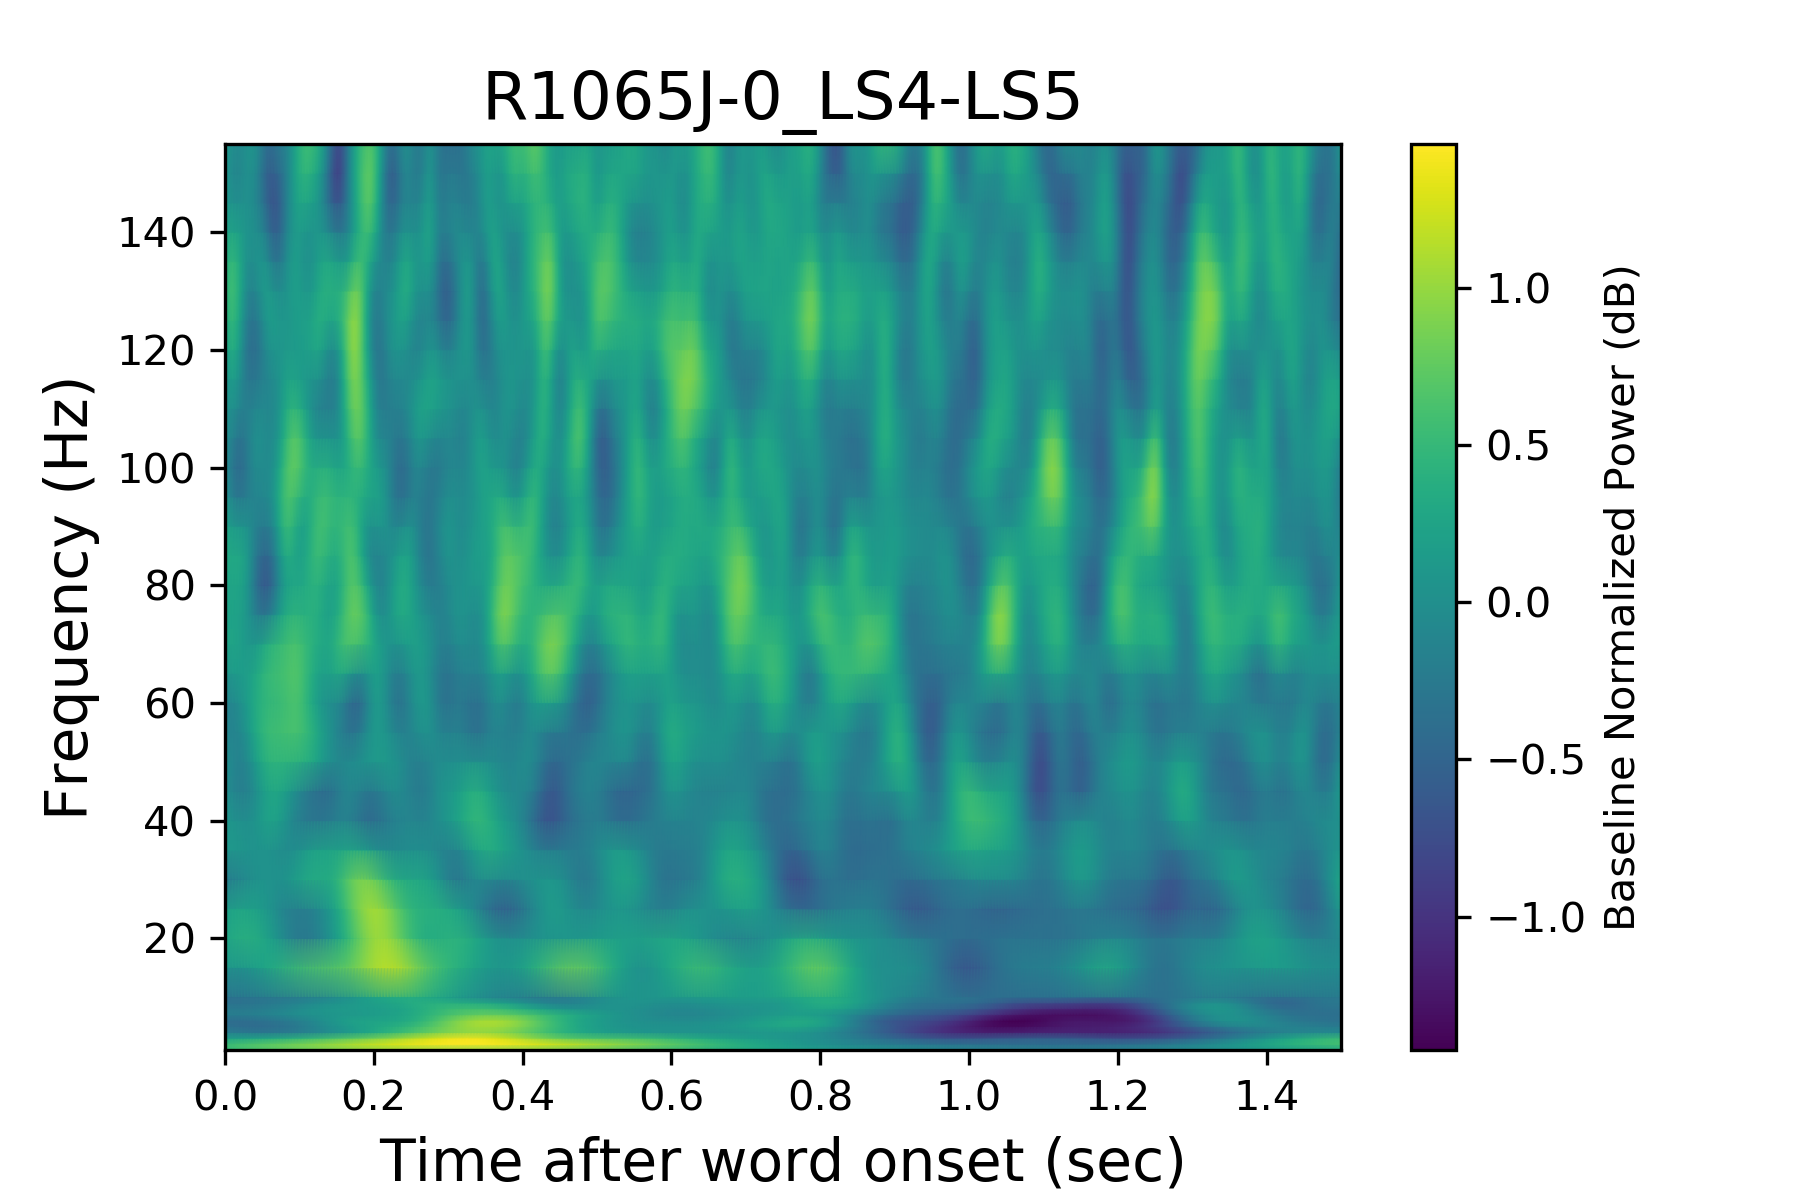 R1065J-0_LS4-LS5
Frequency (Hz)
140
120
100
80
60
40
20
0.0 0.2 0.4 0.6 0.8 1.0 1.2 1.4
Time after word onset (sec)
1.0
0.5
0.0
−0.5
−1.0
Baseline Normalized Power (dB)